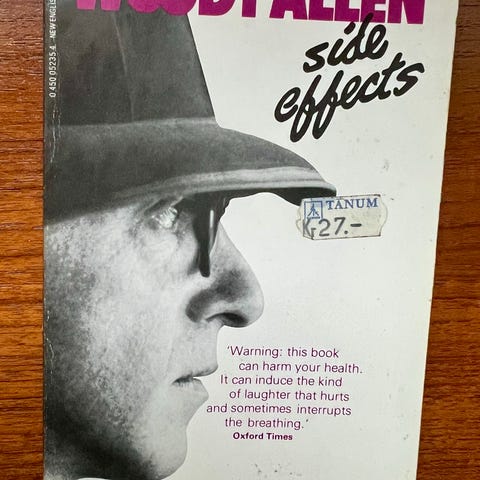 WOODY ALLEN
side
effects
0 450 05235 4 NEW ENGLIS
TANUM
K 27.-
'Warning: this book
can harm your health.
It can induce the kind
of laughter that hurts
and sometimes interrupts
the breathing.'
Oxford Times